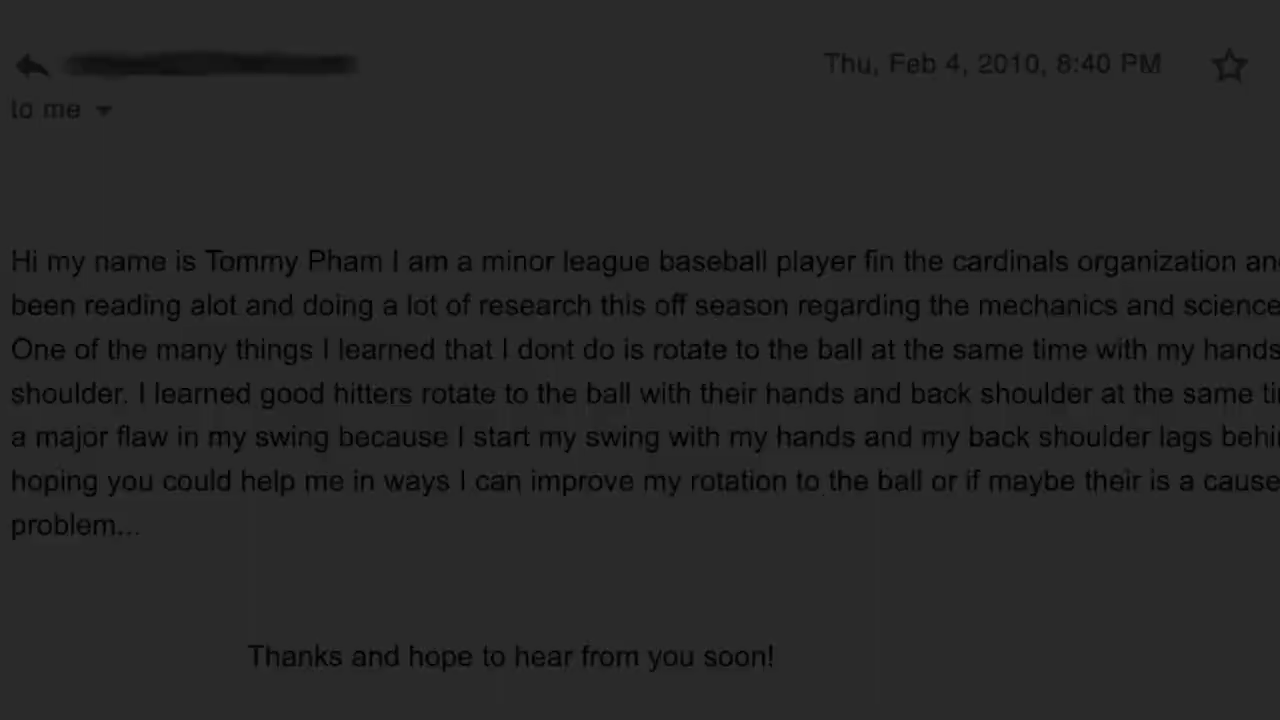 Thu, Feb 4, 2010, 8:40 PM
to me
Hi my name is Tommy Pham I am a minor league baseball player fin the cardinals organization an
been reading alot and doing a lot of research this off season regarding the mechanics and science
One of the many things I learned that I dont do is rotate to the ball at the same time with my hands
shoulder. I learned good hitters rotate to the ball with their hands and back shoulder at the same ti
a major flaw in my swing because I start my swing with my hands and my back shoulder lags behi
hoping you could help me in ways I can improve my rotation to the ball or if maybe their is a cause
problem...
Thanks and hope to hear from you soon!